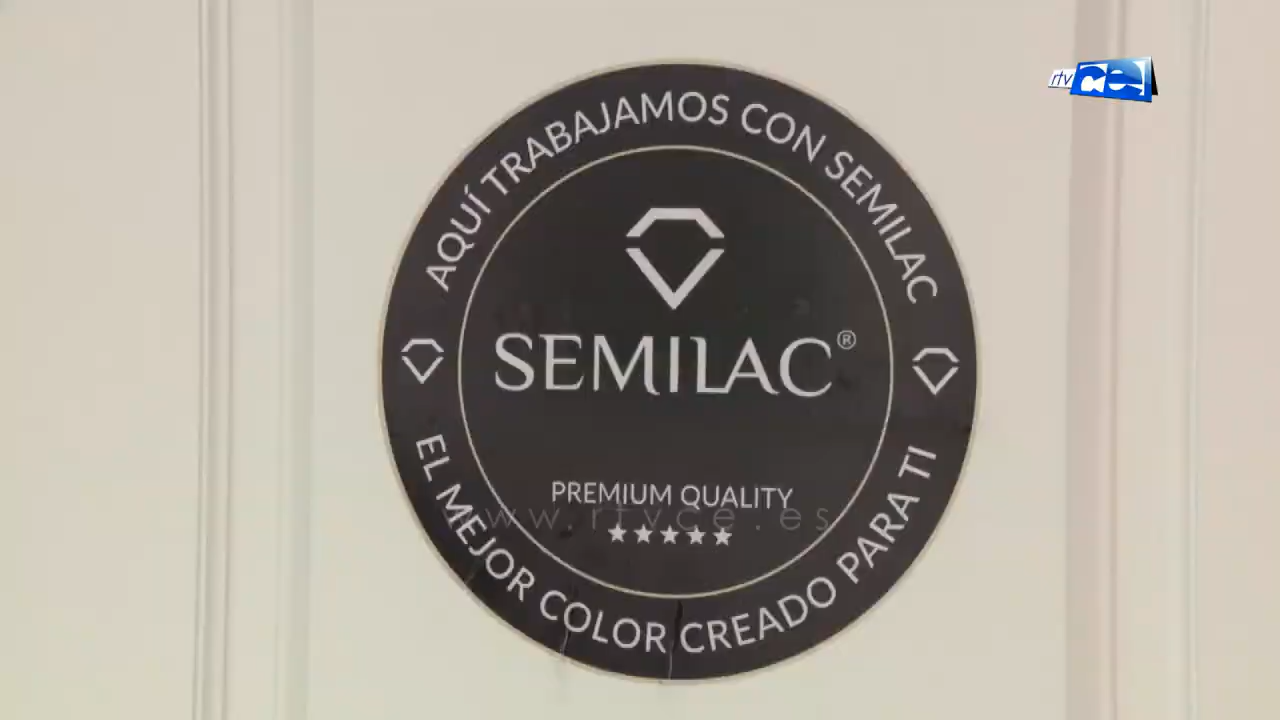 rtv ce!
AQUÍ TRABAJAMOS CON SEMILAC
SEMILAC®
PREMIUM QUALITY
www.rtvce.es
EL MEJOR COLOR CREADO PARA TI